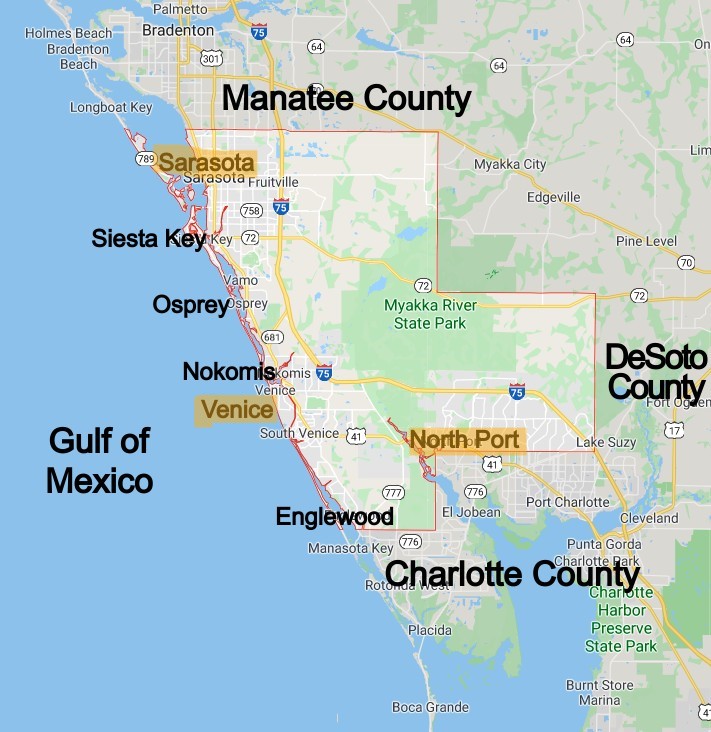 Palmetto
Holmes Beach
Bradenton
Bradenton
Beach
75
64
64
64
301
On
Longboat Key
Manatee County
789
Sarasota
Sarasota
Fruitville
Myakka City
Lim
Edgeville
758
75
Siesta Key
Key
72
Pine Level
70
Vamo
72
72
Osprey
Osprey
Myakka River
State Park
681
DeSoto
County
Nokomis
komis
75
75
Venice
Fort Ogden
Venice
17
Gulf of
Mexico
South Venice
41
North Port
Lake Suzy
41
777
776
Port Charlotte
El Jobean
Englewood
Cleveland
776
Manasota Key
Punta Gorda
Charlotte Park
Charlotte County
Rotonda West
Charlotte
Harbor
Preserve
State Park
Placida
Burnt Store
Marina
Boca Grande
41